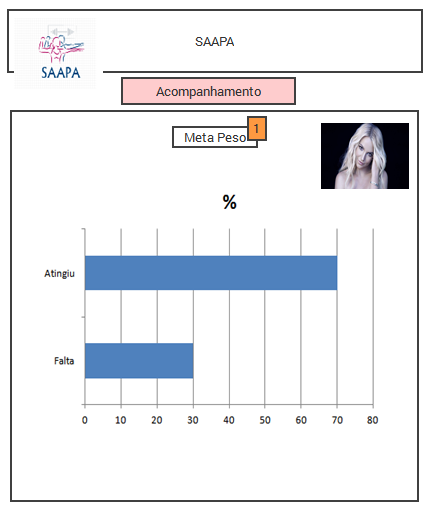 SAAPA
SAAPA
Acompanhamento
Meta Peso
1
%
Atingiu
Falta
0 10 20 30 40 50 60 70 80